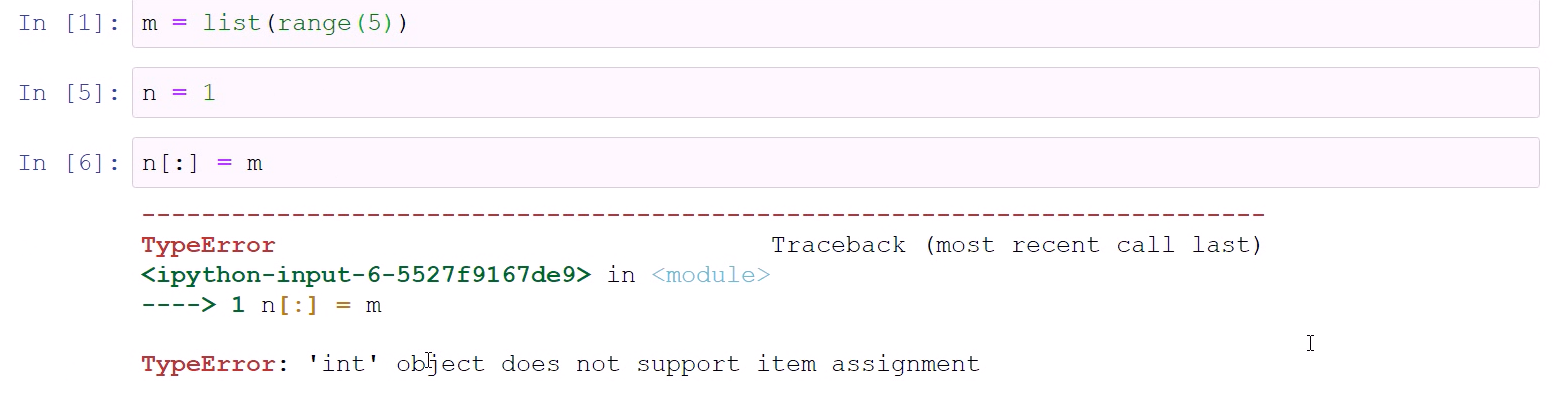 In [1]: m = list(range(5))
In [5]: n = 1
In [6]: n[:] = m
---------------------------------------------------------------------------
TypeError                                 Traceback (most recent call last)
<ipython-input-6-5527f9167de9> in <module>
----> 1 n[:] = m
TypeError: 'int' object does not support item assignment